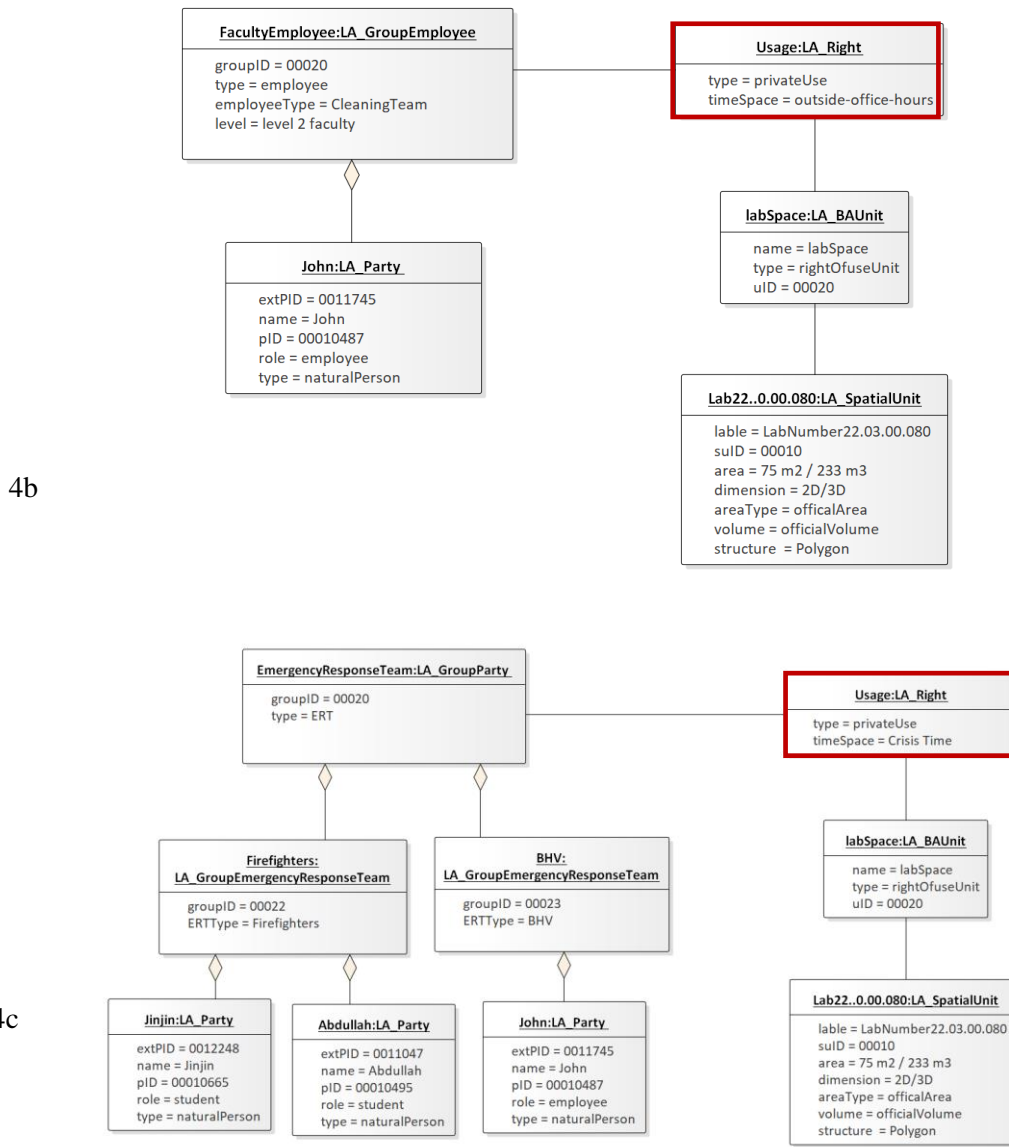 FacultyEmployee:LA_GroupEmployee
groupID = 00020
type = employee
employeeType = CleaningTeam
level = level 2 faculty
Usage:LA_Right
type = privateUse
timeSpace = outside-office-hours
John:LA_Party
extPID = 0011745
name = John
pID = 00010487
role = employee
type = naturalPerson
labSpace:LA_BAUnit
name = labSpace
type = rightOfuseUnit
uID = 00020
Lab22..0.00.080:LA_SpatialUnit
lable = LabNumber22.03.00.080
suID = 00010
area = 75 m2 / 233 m3
dimension = 2D/3D
areaType = officalArea
volume = officialVolume
structure  = Polygon
4b
EmergencyResponseTeam:LA_GroupParty
groupID = 00020
type = ERT
Usage:LA_Right
type = privateUse
timeSpace = Crisis Time
Firefighters:
LA_GroupEmergencyResponseTeam
groupID = 00022
ERTType = Firefighters
BHV:
LA_GroupEmergencyResponseTeam
groupID = 00023
ERTType = BHV
labSpace:LA_BAUnit
name = labSpace
type = rightOfuseUnit
uID = 00020
4c
Jinjin:LA_Party
extPID = 0012248
name = Jinjin
pID = 00010665
role = student
type = naturalPerson
Abdullah:LA_Party
extPID = 0011047
name = Abdullah
pID = 00010495
role = student
type = naturalPerson
John:LA_Party
extPID = 0011745
name = John
pID = 00010487
role = employee
type = naturalPerson
Lab22..0.00.080:LA_SpatialUnit
lable = LabNumber22.03.00.080
suID = 00010
area = 75 m2 / 233 m3
dimension = 2D/3D
areaType = officalArea
volume = officialVolume
structure  = Polygon